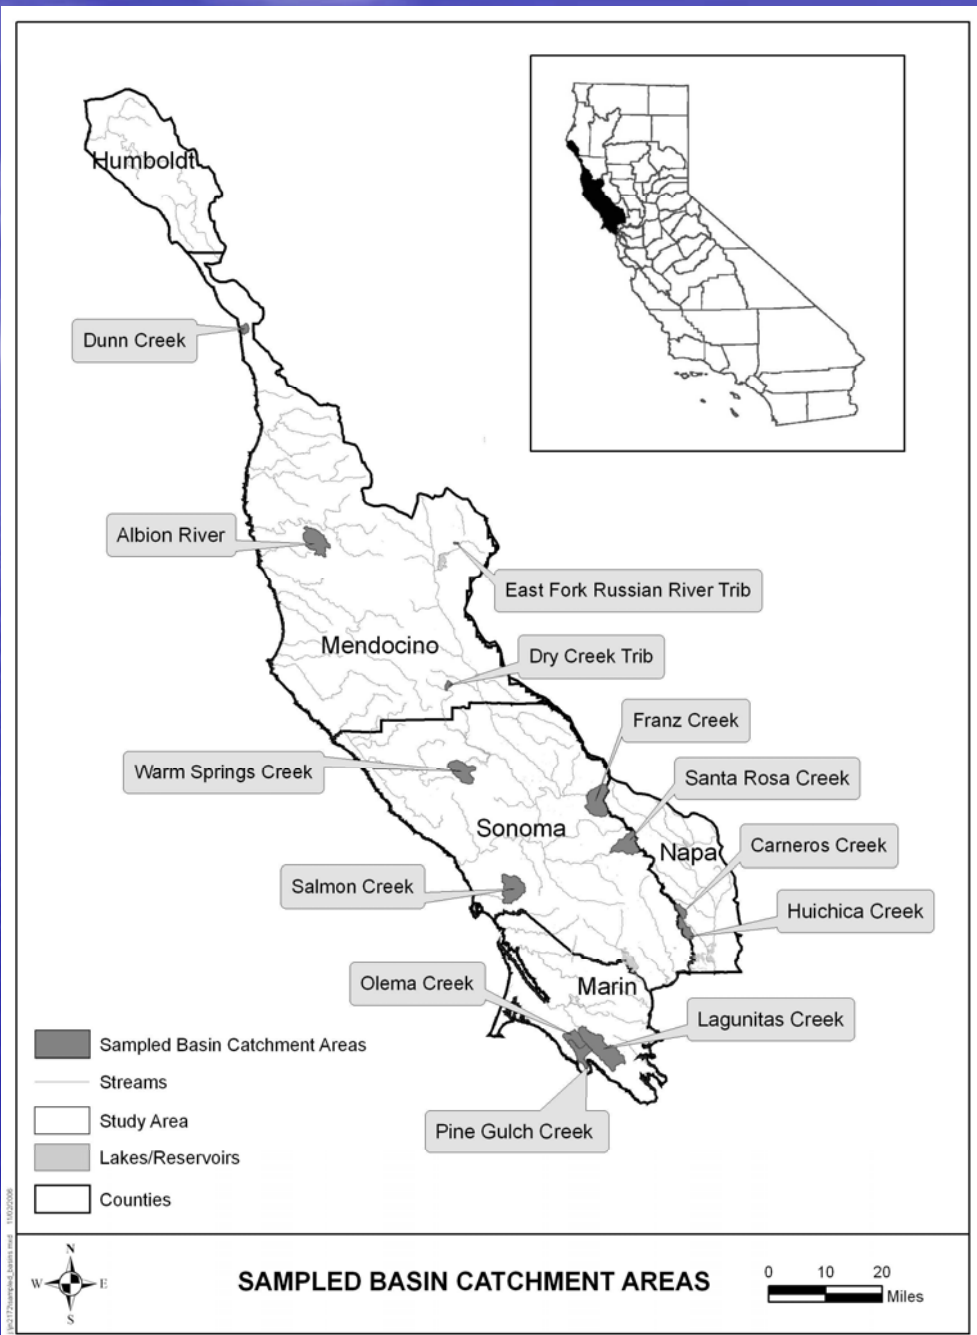 Humboldt
Dunn Creek
Albion River
East Fork Russian River Trib
Mendocino
Dry Creek Trib
Franz Creek
Warm Springs Creek
Santa Rosa Creek
Sonoma
Napa
Carneros Creek
Salmon Creek
Huichica Creek
Olema Creek
Marin
Lagunitas Creek
Pine Gulch Creek
Sampled Basin Catchment Areas
Streams
Study Area
Lakes/Reservoirs
Counties
N
W E
S
SAMPLED BASIN CATCHMENT AREAS
0 10 20
Miles